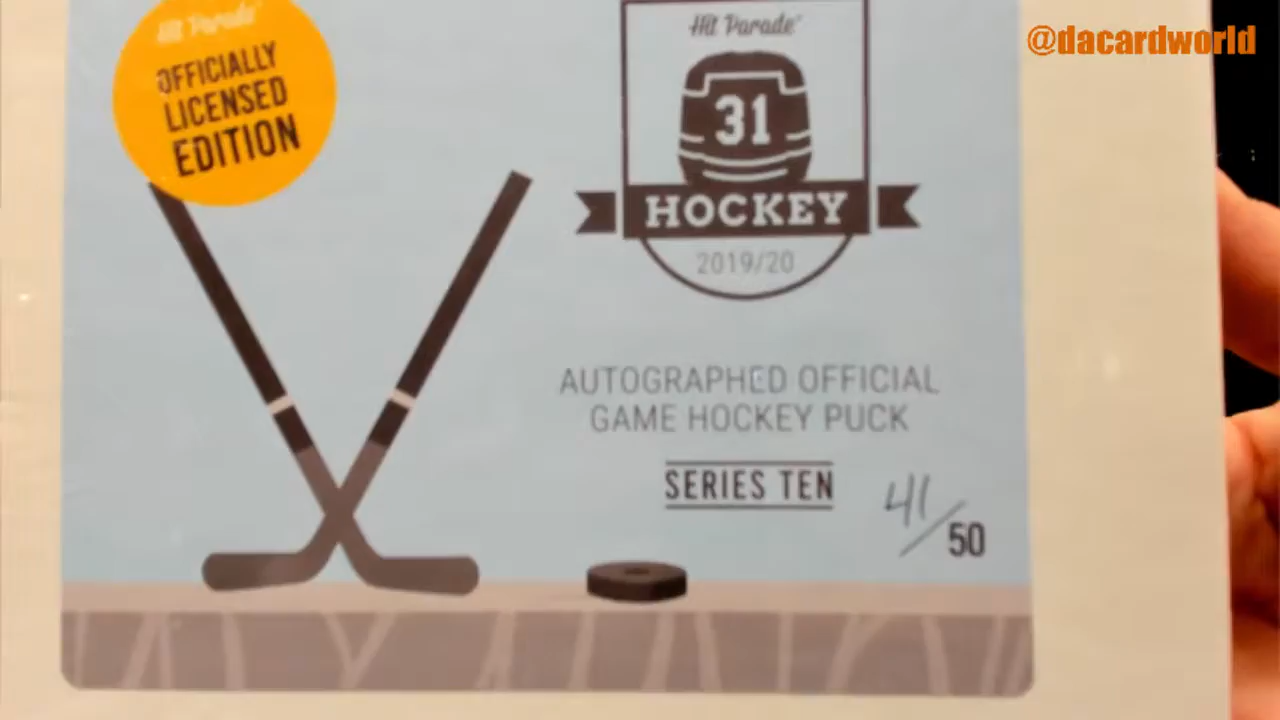 Hit Parade
OFFICIALLY
LICENSED
EDITION
Hit Parade
31
HOCKEY
2019/20
AUTOGRAPHED OFFICIAL
GAME HOCKEY PUCK
SERIES TEN
41/50
@dacardworld